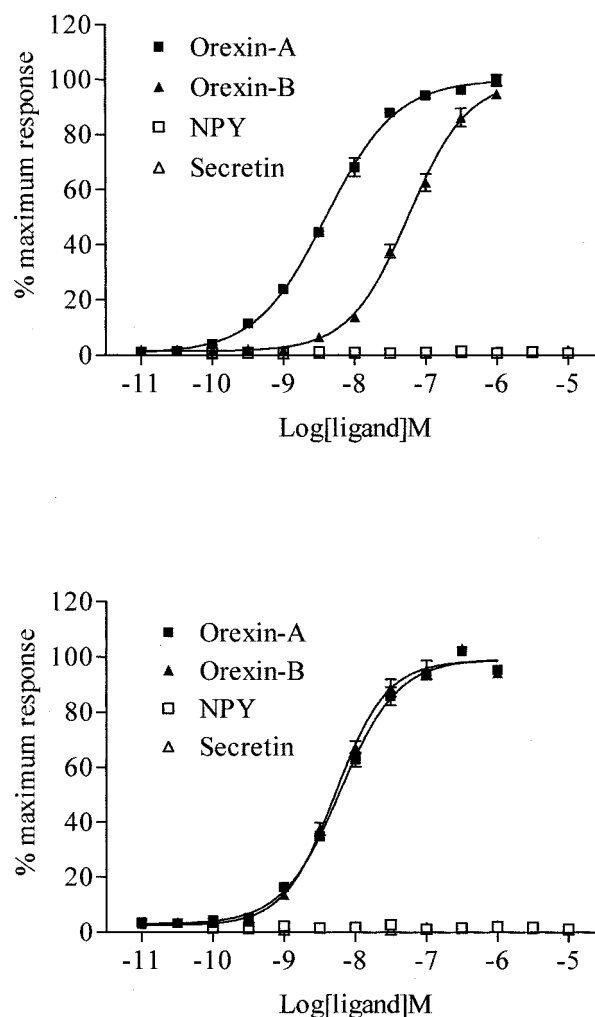 120
100
80
60
40
20
0
% maximum response
Orexin-A
Orexin-B
NPY
Secretin
-11 -10 -9 -8 -7 -6 -5
Log[ligand]M
120
100
80
60
40
20
0
% maximum response
Orexin-A
Orexin-B
NPY
Secretin
-11 -10 -9 -8 -7 -6 -5
Log[ligand]M